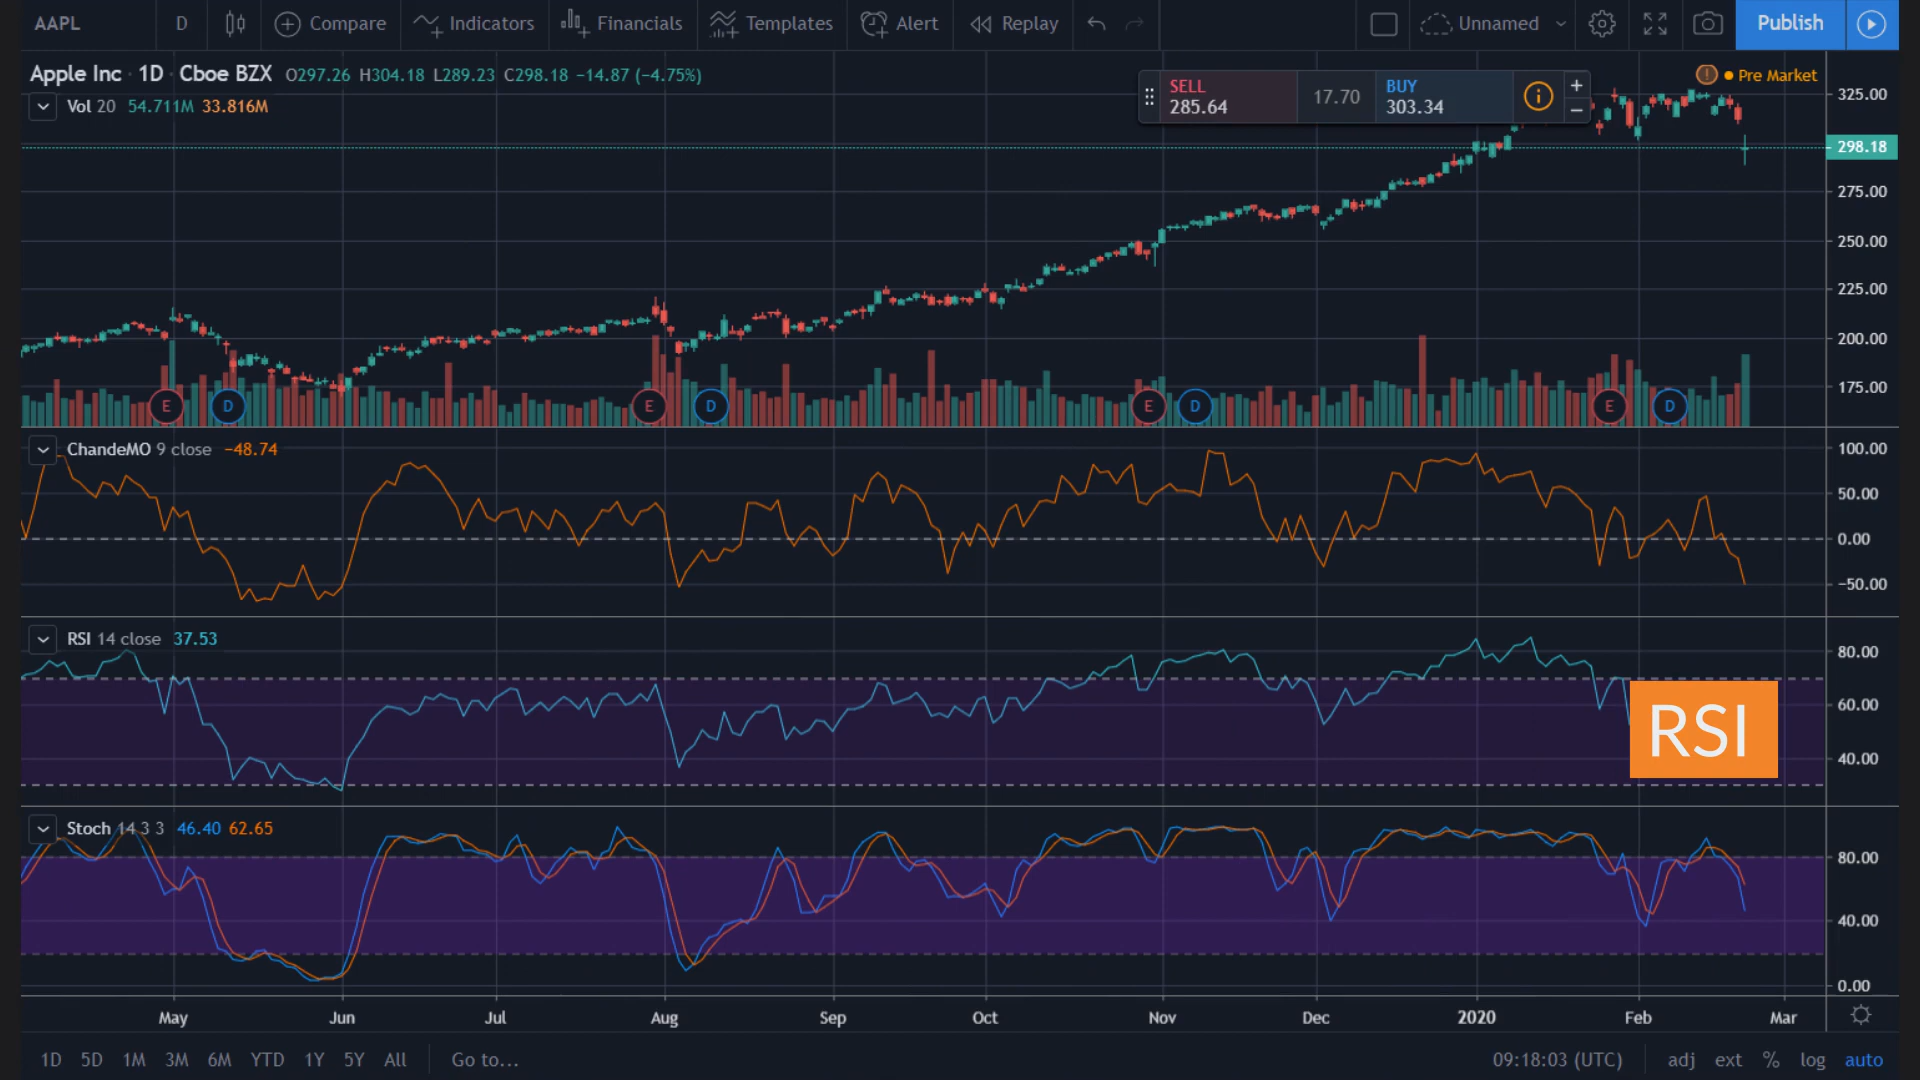 AAPL D Compare Indicators Financials Templates Alert Replay Unnamed Publish
Apple Inc · 1D · Cboe BZX O297.26 H304.18 L289.23 C298.18 −14.87 (−4.75%)
Pre Market
Vol 20 54.711M 33.816M
SELL
285.64
17.70
BUY
303.34
325.00
298.18
275.00
250.00
225.00
200.00
175.00
E D E D E D E D
ChandeMO 9 close −48.74
100.00
50.00
0.00
−50.00
RSI 14 close 37.53
80.00
60.00
40.00
RSI
Stoch 14 3 3 46.40 62.65
80.00
40.00
0.00
May Jun Jul Aug Sep Oct Nov Dec 2020 Feb Mar
1D 5D 1M 3M 6M YTD 1Y 5Y All Go to... 09:18:03 (UTC) adj ext % log auto